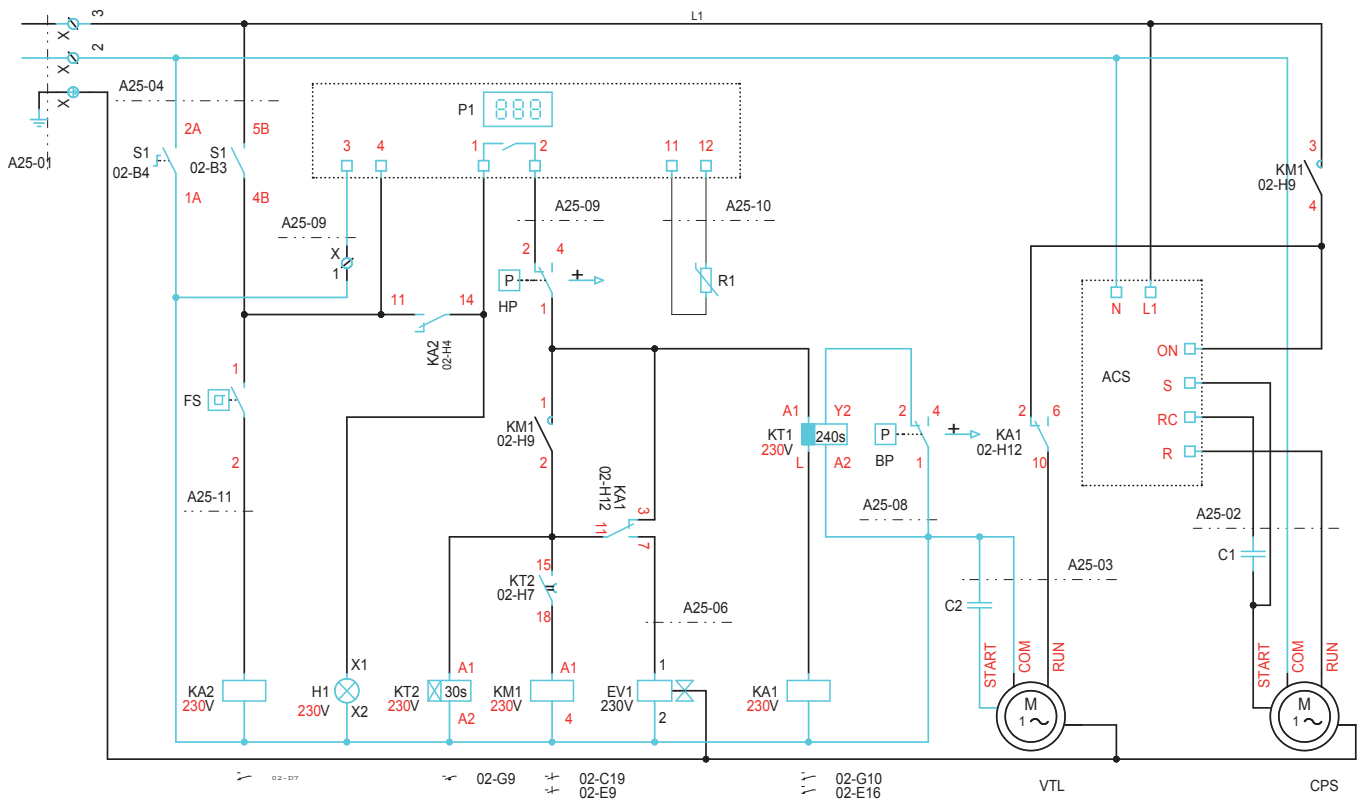 3
L1
X
2
X
X
A25-01
A25-04
2A
5B
S1
02-B4
S1
02-B3
1A
4B
P1
888
3
4
1
2
11
12
A25-09
X
1
A25-09
A25-10
2
4
P
HP
+
1
R1
3
KM1
02-H9
4
11
14
KA2
02-H4
N
L1
ON
S
ACS
RC
R
1
FS
2
A25-11
1
KM1
02-H9
2
A1
Y2
KT1
230V
240s
L
A2
2
4
P
BP
+
1
A25-08
2
6
KA1
02-H12
10
KA1
02-H12
3
11
7
A25-02
C1
15
KT2
02-H7
18
A25-06
A25-03
C2
START
COM
RUN
START
COM
RUN
KA2
230V
X1
H1
230V
X2
A1
KT2
230V
30s
A2
A1
KM1
230V
4
1
EV1
230V
2
KA1
230V
M
1
M
1
02-D7
02-G9
02-C19
02-E9
02-G10
02-E16
VTL
CPS